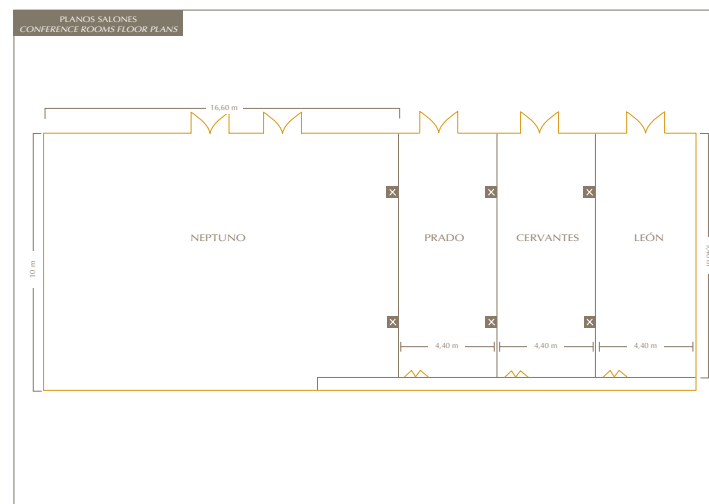 PLANOS SALONES
CONFERENCE ROOMS FLOOR PLANS
16,60 m
NEPTUNO
PRADO
CERVANTES
LEÓN
10 m
4,40 m
4,40 m
4,40 m